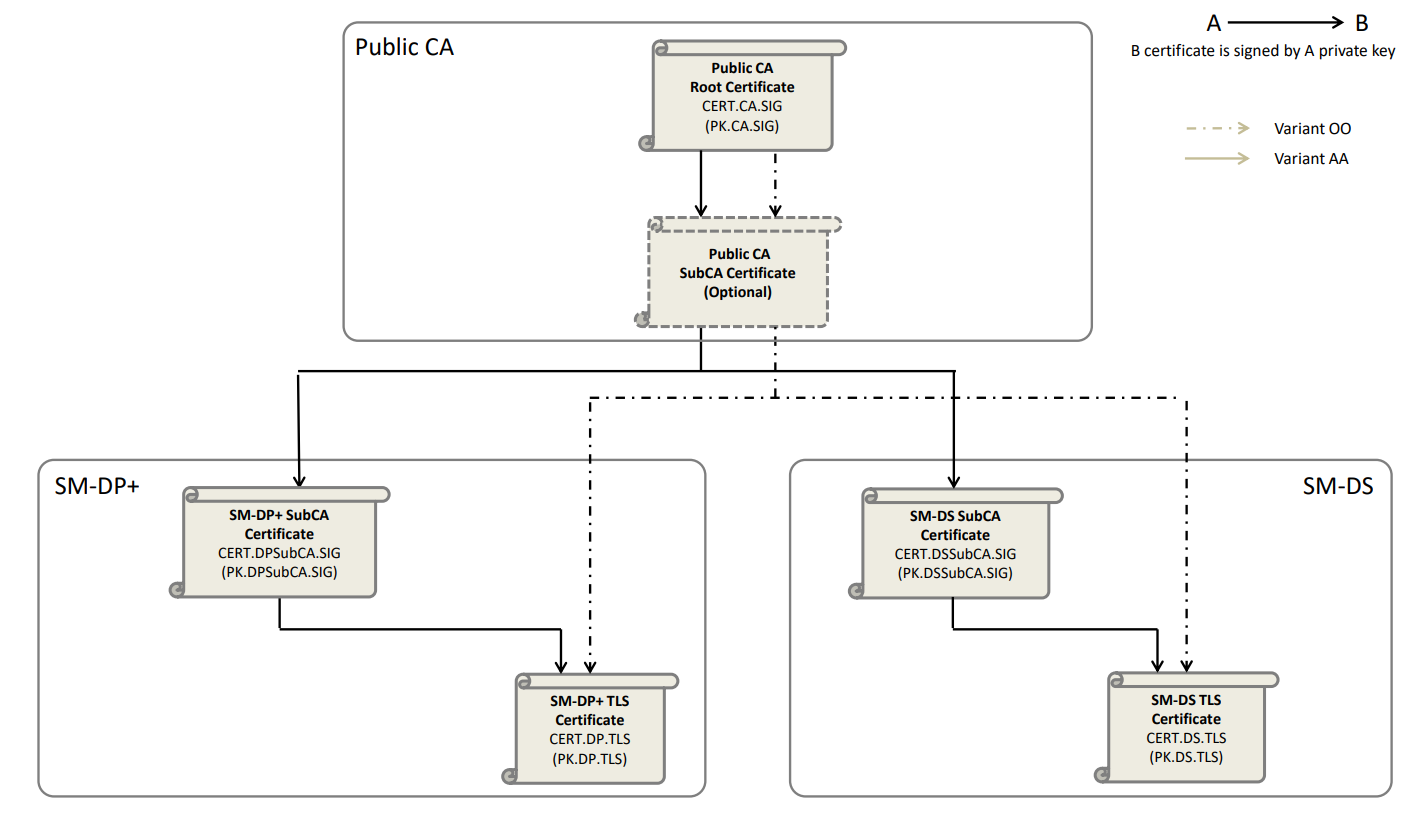 Public CA
A B
B certificate is signed by A private key
Variant OO
Variant AA
Public CA
Root Certificate
CERT.CA.SIG
(PK.CA.SIG)
Public CA
SubCA Certificate
(Optional)
SM-DP+
SM-DP+ SubCA
Certificate
CERT.DPSubCA.SIG
(PK.DPSubCA.SIG)
SM-DP+ TLS
Certificate
CERT.DP.TLS
(PK.DP.TLS)
SM-DS
SM-DS SubCA
Certificate
CERT.DSSubCA.SIG
(PK.DSSubCA.SIG)
SM-DS TLS
Certificate
CERT.DS.TLS
(PK.DS.TLS)